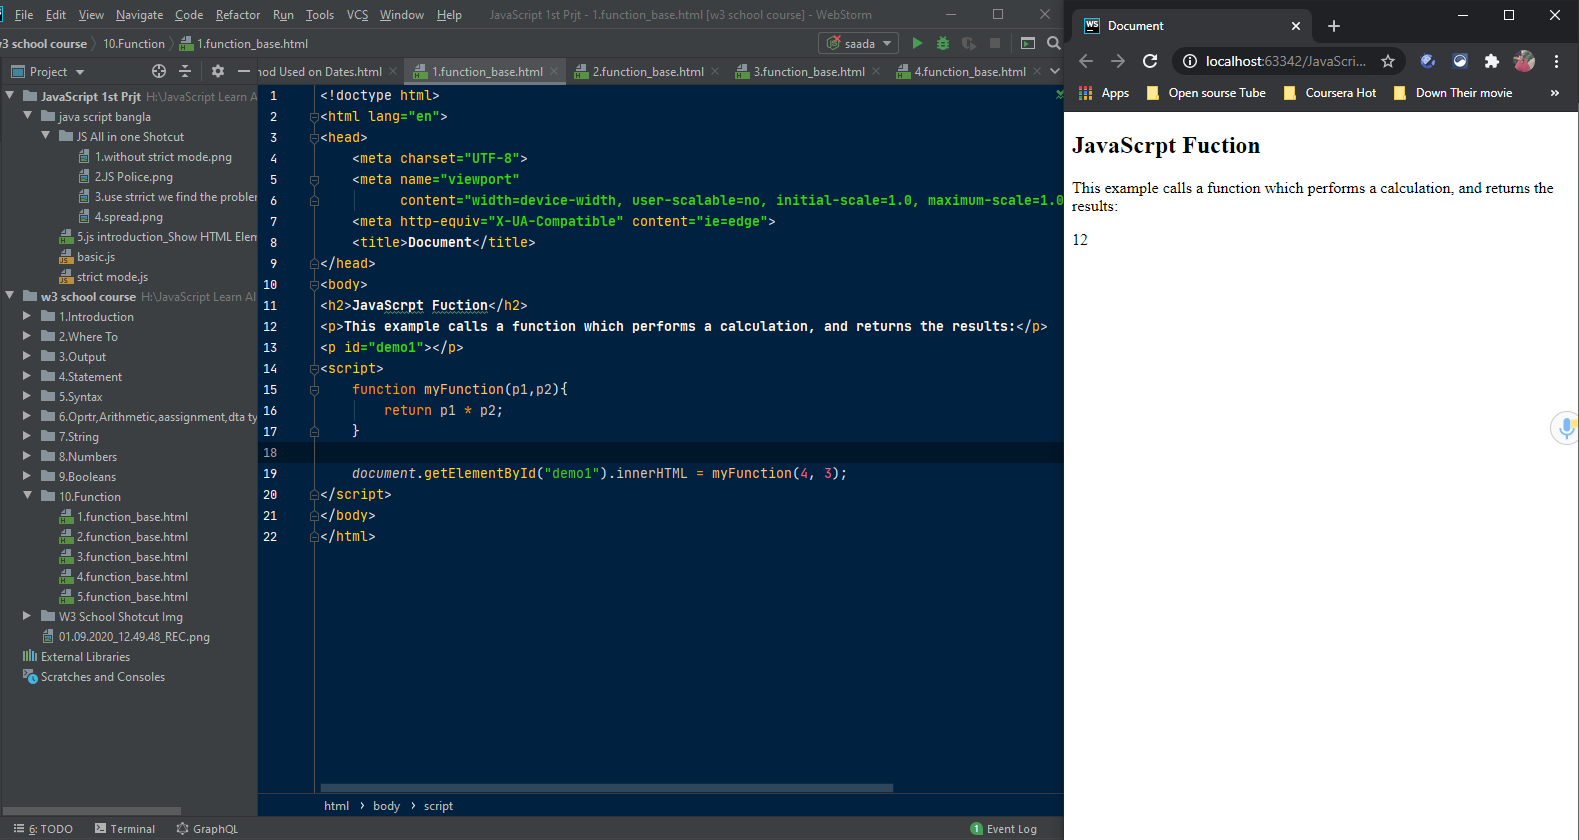 File Edit View Navigate Code Refactor Run Tools VCS Window Help JavaScript 1st Prjt - 1.function_base.html [w3 school course] - WebStorm
v3 school course 10.Function 1.function_base.html saada
Project hod Used on Dates.html 1.function_base.html 2.function_base.html 3.function_base.html 4.function_base.html
JavaScript 1st Prjt H:\JavaScript Learn A
java script bangla
JS All in one Shotcut
1.without strict mode.png
2.JS Police.png
3.use strrict we find the probler
4.spread.png
5.js introduction_Show HTML Elem
basic.js
strict mode.js
w3 school course H:\JavaScript Learn Al
1.Introduction
2.Where To
3.Output
4.Statement
5.Syntax
6.Oprtr,Arithmetic,aassignment,dta ty
7.String
8.Numbers
9.Booleans
10.Function
1.function_base.html
2.function_base.html
3.function_base.html
4.function_base.html
5.function_base.html
W3 School Shotcut Img
01.09.2020_12.49.48_REC.png
External Libraries
Scratches and Consoles
1 <!doctype html>
2 <html lang="en">
3 <head>
4 <meta charset="UTF-8">
5 <meta name="viewport"
6 content="width=device-width, user-scalable=no, initial-scale=1.0, maximum-scale=1.0
7 <meta http-equiv="X-UA-Compatible" content="ie=edge">
8 <title>Document</title>
9 </head>
10 <body>
11 <h2>JavaScrpt Fuction</h2>
12 <p>This example calls a function which performs a calculation, and returns the results:</p>
13 <p id="demo1"></p>
14 <script>
15 function myFunction(p1,p2){
16 return p1 * p2;
17 }
18
19 document.getElementById("demo1").innerHTML = myFunction(4, 3);
20 </script>
21 </body>
22 </html>
html body script
6: TODO Terminal GraphQL 1 Event Log
WS Document
localhost:63342/JavaScri...
Apps Open sourse Tube Coursera Hot Down Their movie »
JavaScrpt Fuction
This example calls a function which performs a calculation, and returns the
results:
12